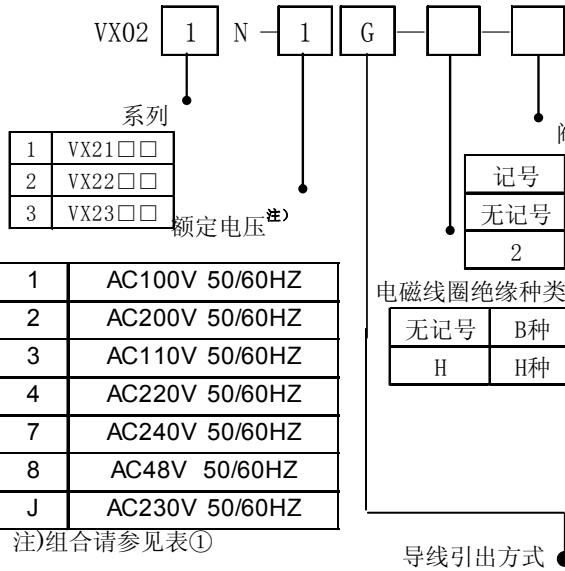 VX02 1 N - 1 G - □ - □
系列
1 VX21□□
2 VX22□□
3 VX23□□
额定电压注)
1 AC100V 50/60HZ
2 AC200V 50/60HZ
3 AC110V 50/60HZ
4 AC220V 50/60HZ
7 AC240V 50/60HZ
8 AC48V 50/60HZ
J AC230V 50/60HZ
注)组合请参见表①
记号
无记号
2
电磁线圈绝缘种类
无记号 B种
H H种
导线引出方式